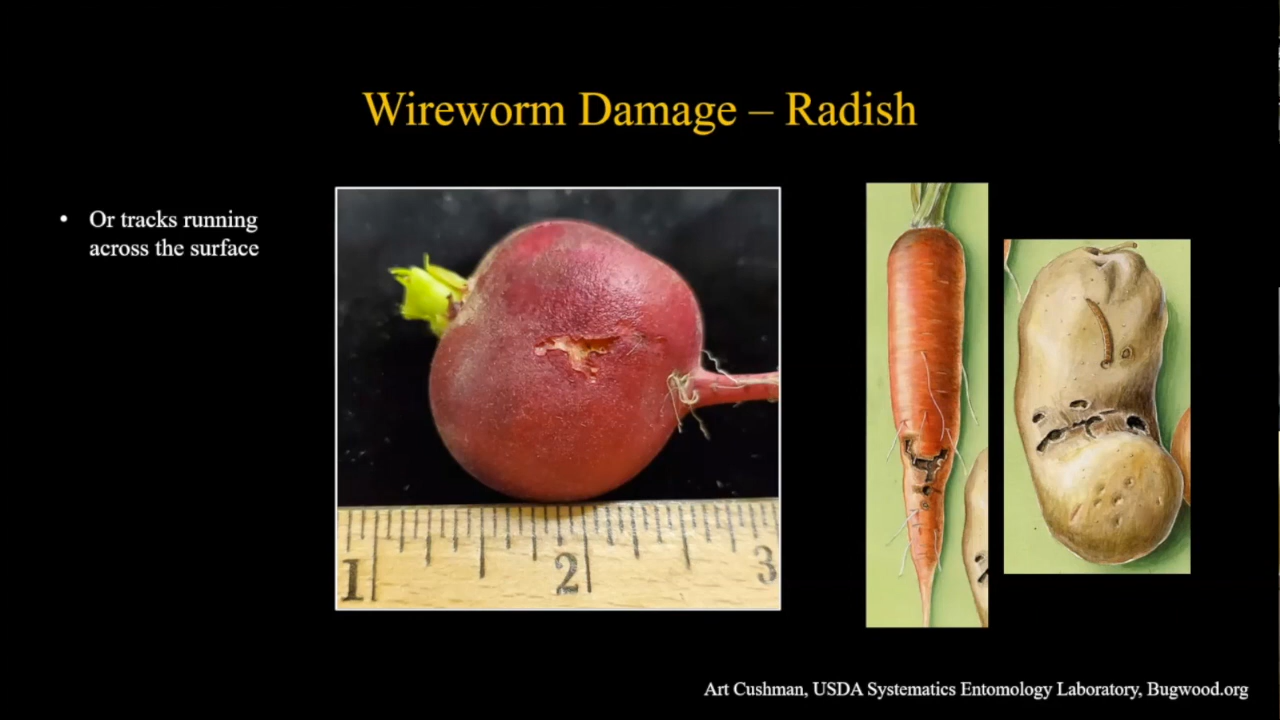 Wireworm Damage – Radish
• Or tracks running
across the surface
1 2 3
Art Cushman, USDA Systematics Entomology Laboratory, Bugwood.org